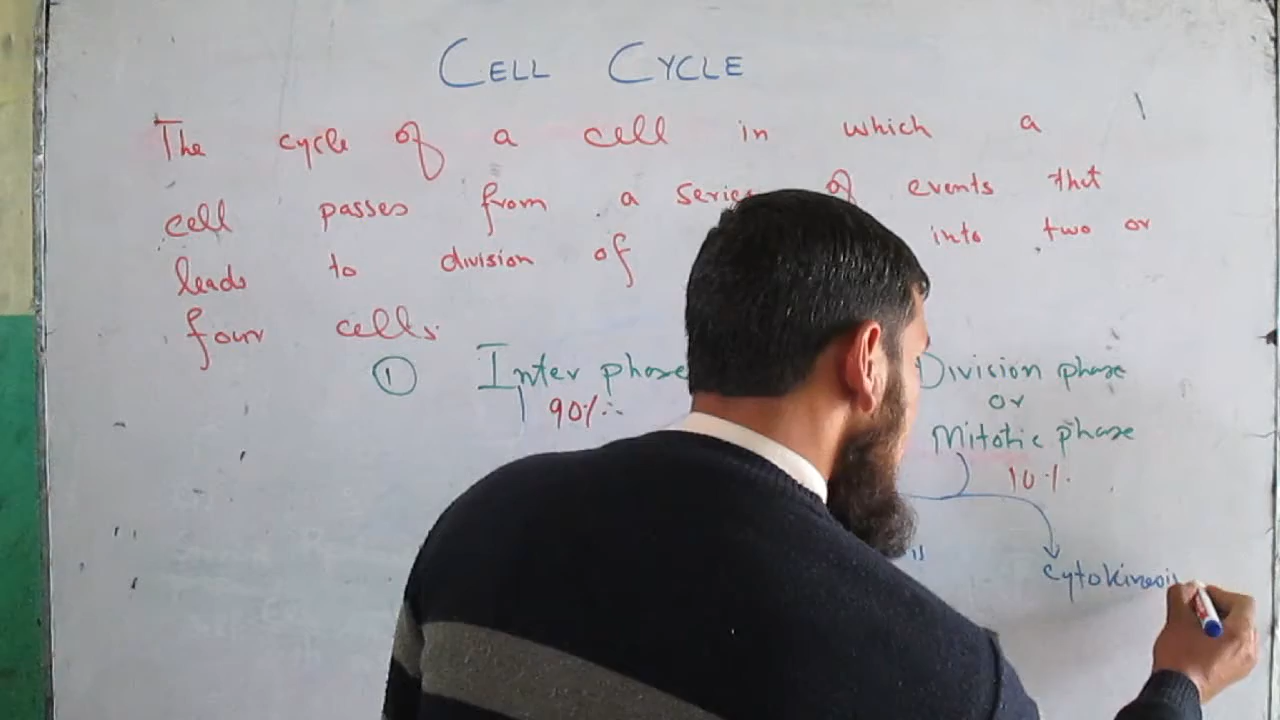 CELL CYCLE
The cycle of a cell in which a
cell passes from a series of events that
leads to division of into two or
four cells.
① Inter phase Division phase
90% or
Mitotic phase
10%
Cytokinesis